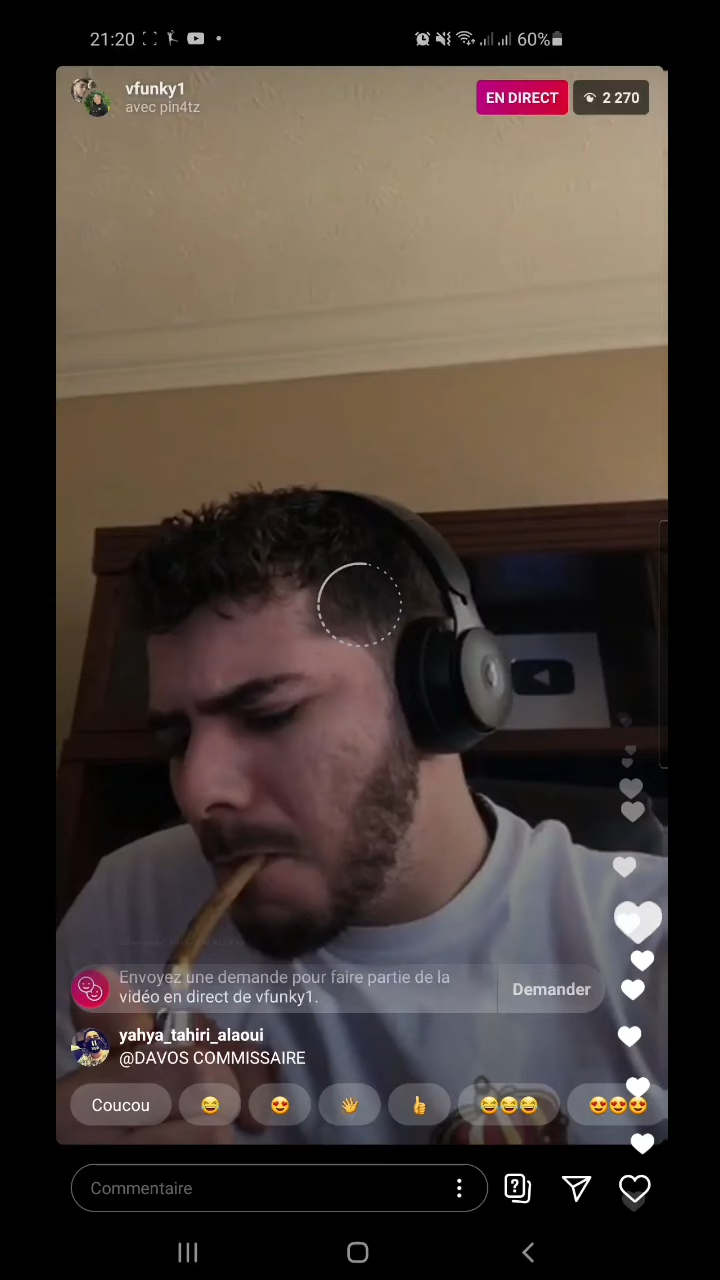 21:20
60%
vfunky1
avec pin4tz
EN DIRECT
2 270
Envoyez une demande pour faire partie de la
vidéo en direct de vfunky1.
Demander
yahya_tahiri_alaoui
@DAVOS COMMISSAIRE
Coucou
Commentaire